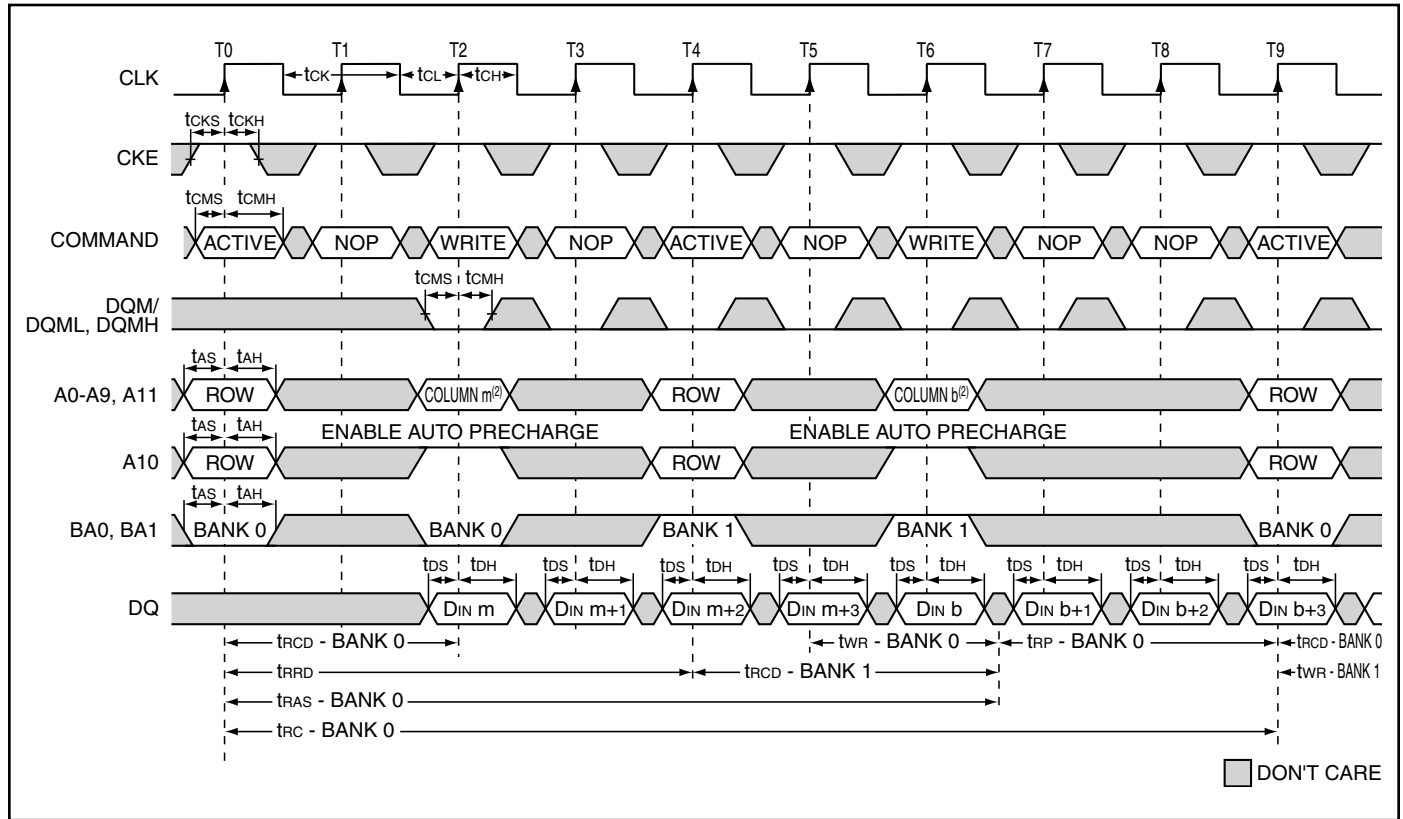 T0 T1 T2 T3 T4 T5 T6 T7 T8 T9
CLK tCK tCL tCH
tCKS tCKH
CKE
tCMS tCMH
COMMAND ACTIVE NOP WRITE NOP ACTIVE NOP WRITE NOP NOP ACTIVE
tCMS tCMH
DQM/
DQML, DQMH
tAS tAH
A0-A9, A11 ROW COLUMN m(2) ROW COLUMN b(2) ROW
tAS tAH ENABLE AUTO PRECHARGE ENABLE AUTO PRECHARGE
A10 ROW ROW ROW
tAS tAH
BA0, BA1 BANK 0 BANK 0 BANK 1 BANK 1 BANK 0
tDS tDH tDS tDH tDS tDH tDS tDH tDS tDH tDS tDH tDS tDH tDS tDH
DQ DIN m DIN m+1 DIN m+2 DIN m+3 DIN b DIN b+1 DIN b+2 DIN b+3
tRCD - BANK 0 tWR - BANK 0 tRP - BANK 0 tRCD - BANK 0
tRRD tRCD - BANK 1 tWR - BANK 1
tRAS - BANK 0
tRC - BANK 0
DON'T CARE